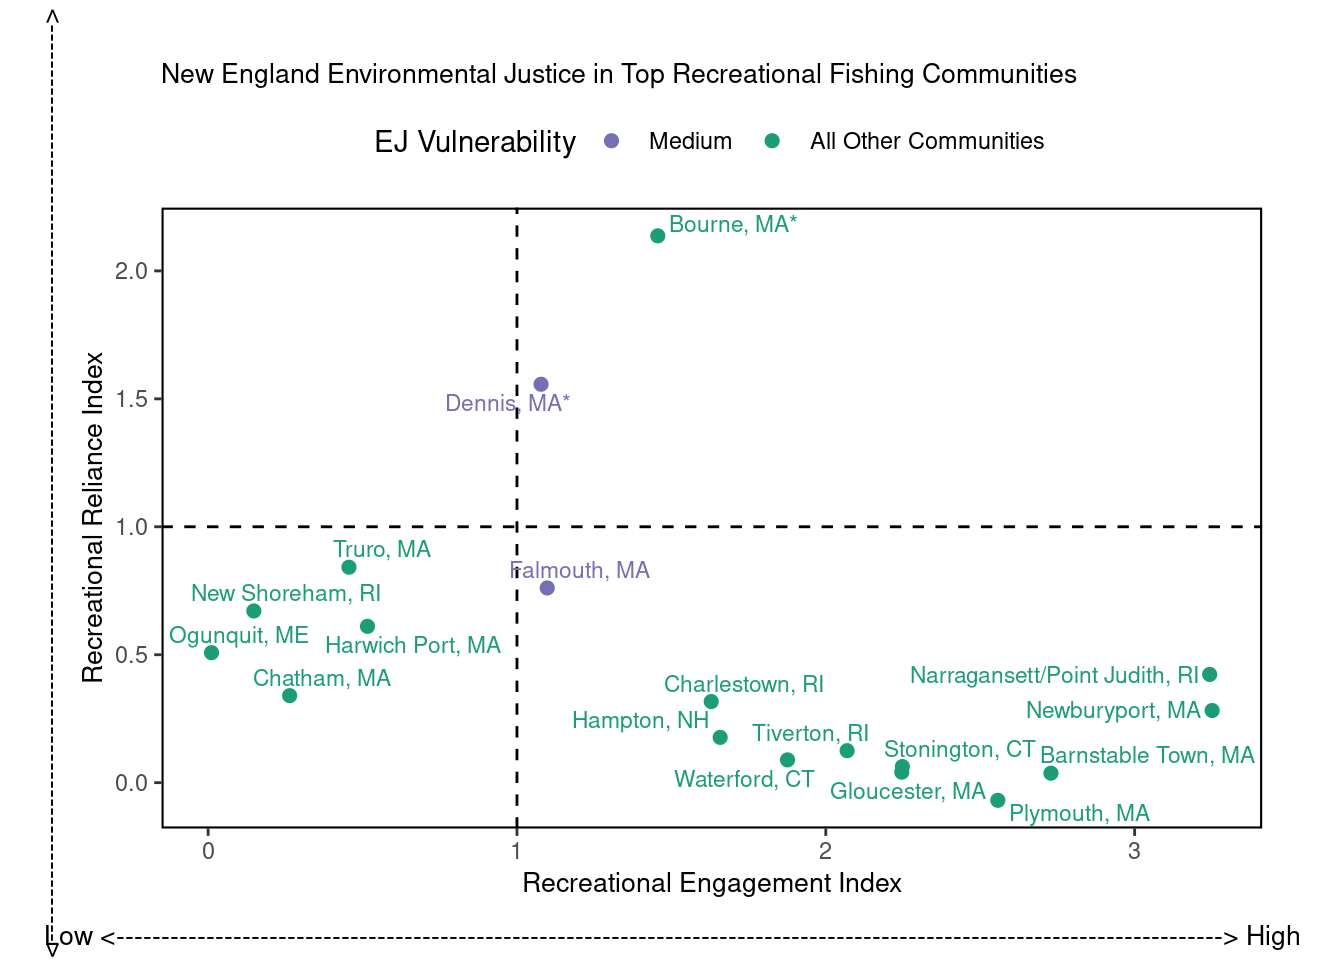 New England Environmental Justice in Top Recreational Fishing Communities
EJ Vulnerability Medium All Other Communities
Bourne, MA*
2.0
1.5
Dennis, MA*
1.0
Truro, MA
Falmouth, MA
New Shoreham, RI
Ogunquit, ME
Harwich Port, MA
0.5
Chatham, MA
Narragansett/Point Judith, RI
Charlestown, RI
Newburyport, MA
Hampton, NH
Tiverton, RI
Stonington, CT
Barnstable Town, MA
Waterford, CT
0.0
Gloucester, MA
Plymouth, MA
Recreational Reliance Index
0 1 2 3
Recreational Engagement Index
Low <--> High